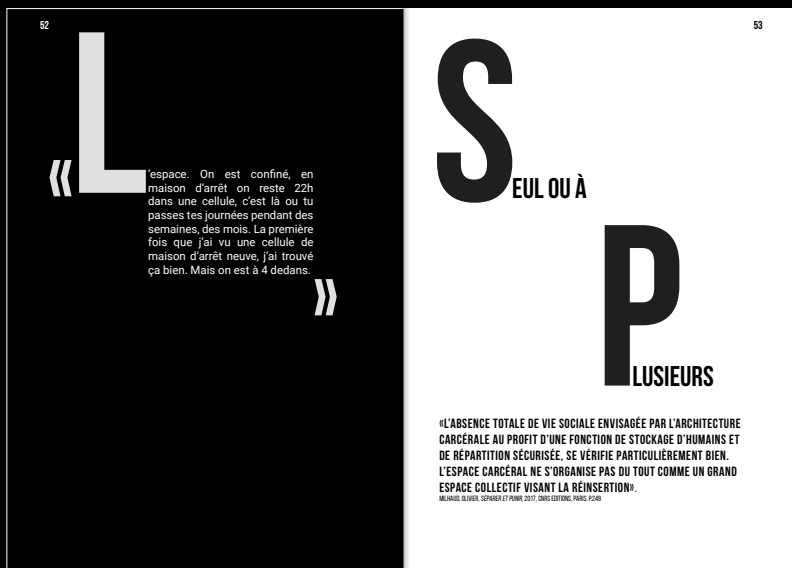 52
« L'espace. On est confiné, en
maison d'arrêt on reste 22h
dans une cellule, c'est là ou tu
passes tes journées pendant des
semaines, des mois. La première
fois que j'ai vu une cellule de
maison d'arrêt neuve, j'ai trouvé
ça bien. Mais on est à 4 dedans.
»
53
SEUL OU À
PLUSIEURS
«L'ABSENCE TOTALE DE VIE SOCIALE ENVISAGÉE PAR L'ARCHITECTURE
CARCÉRALE AU PROFIT D'UNE FONCTION DE STOCKAGE D'HUMAINS ET
DE RÉPARTITION SÉCURISÉE, SE VÉRIFIE PARTICULIÈREMENT BIEN.
L'ESPACE CARCÉRAL NE S'ORGANISE PAS DU TOUT COMME UN GRAND
ESPACE COLLECTIF VISANT LA RÉINSERTION».
MILHAUD, OLIVIER, SÉPARER ET PUNIR, 2017, CNRS EDITIONS, PARIS, P.249